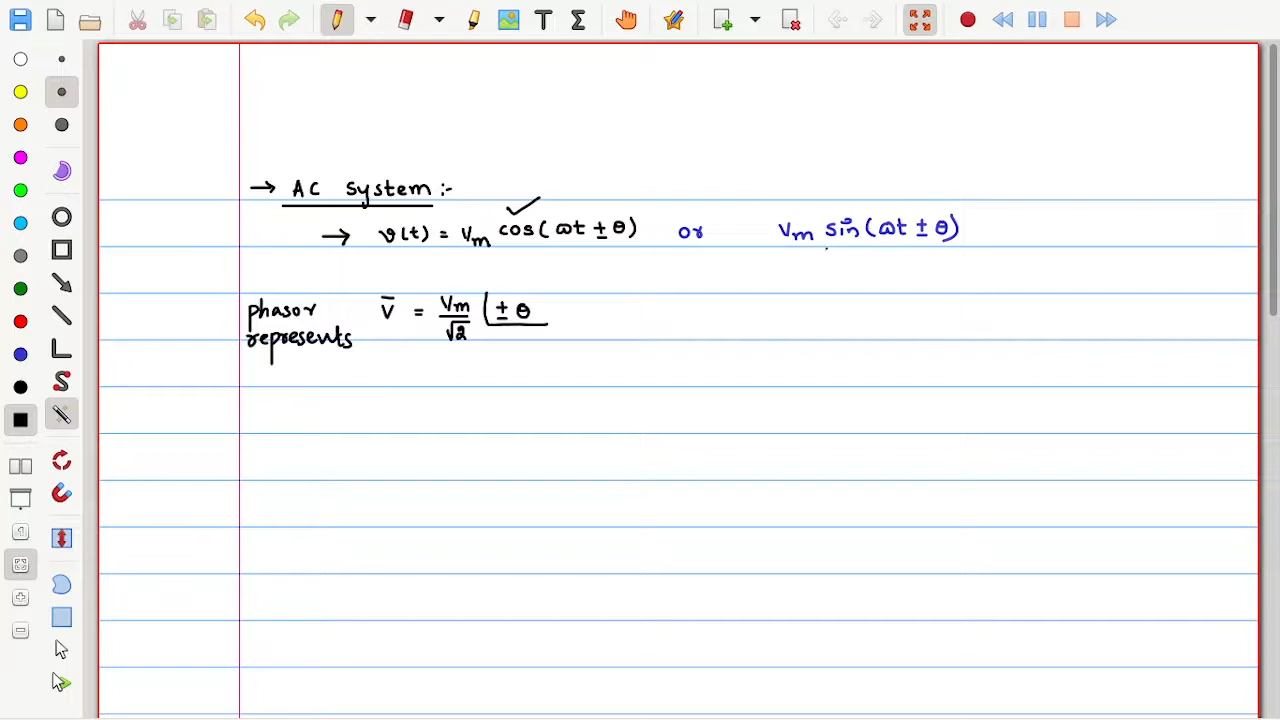 → AC system :-
→ v(t) = Vm cos(ωt ± θ) or Vm sin(ωt ± θ)
phasor represents V̅ = Vm/√2 ∠± θ